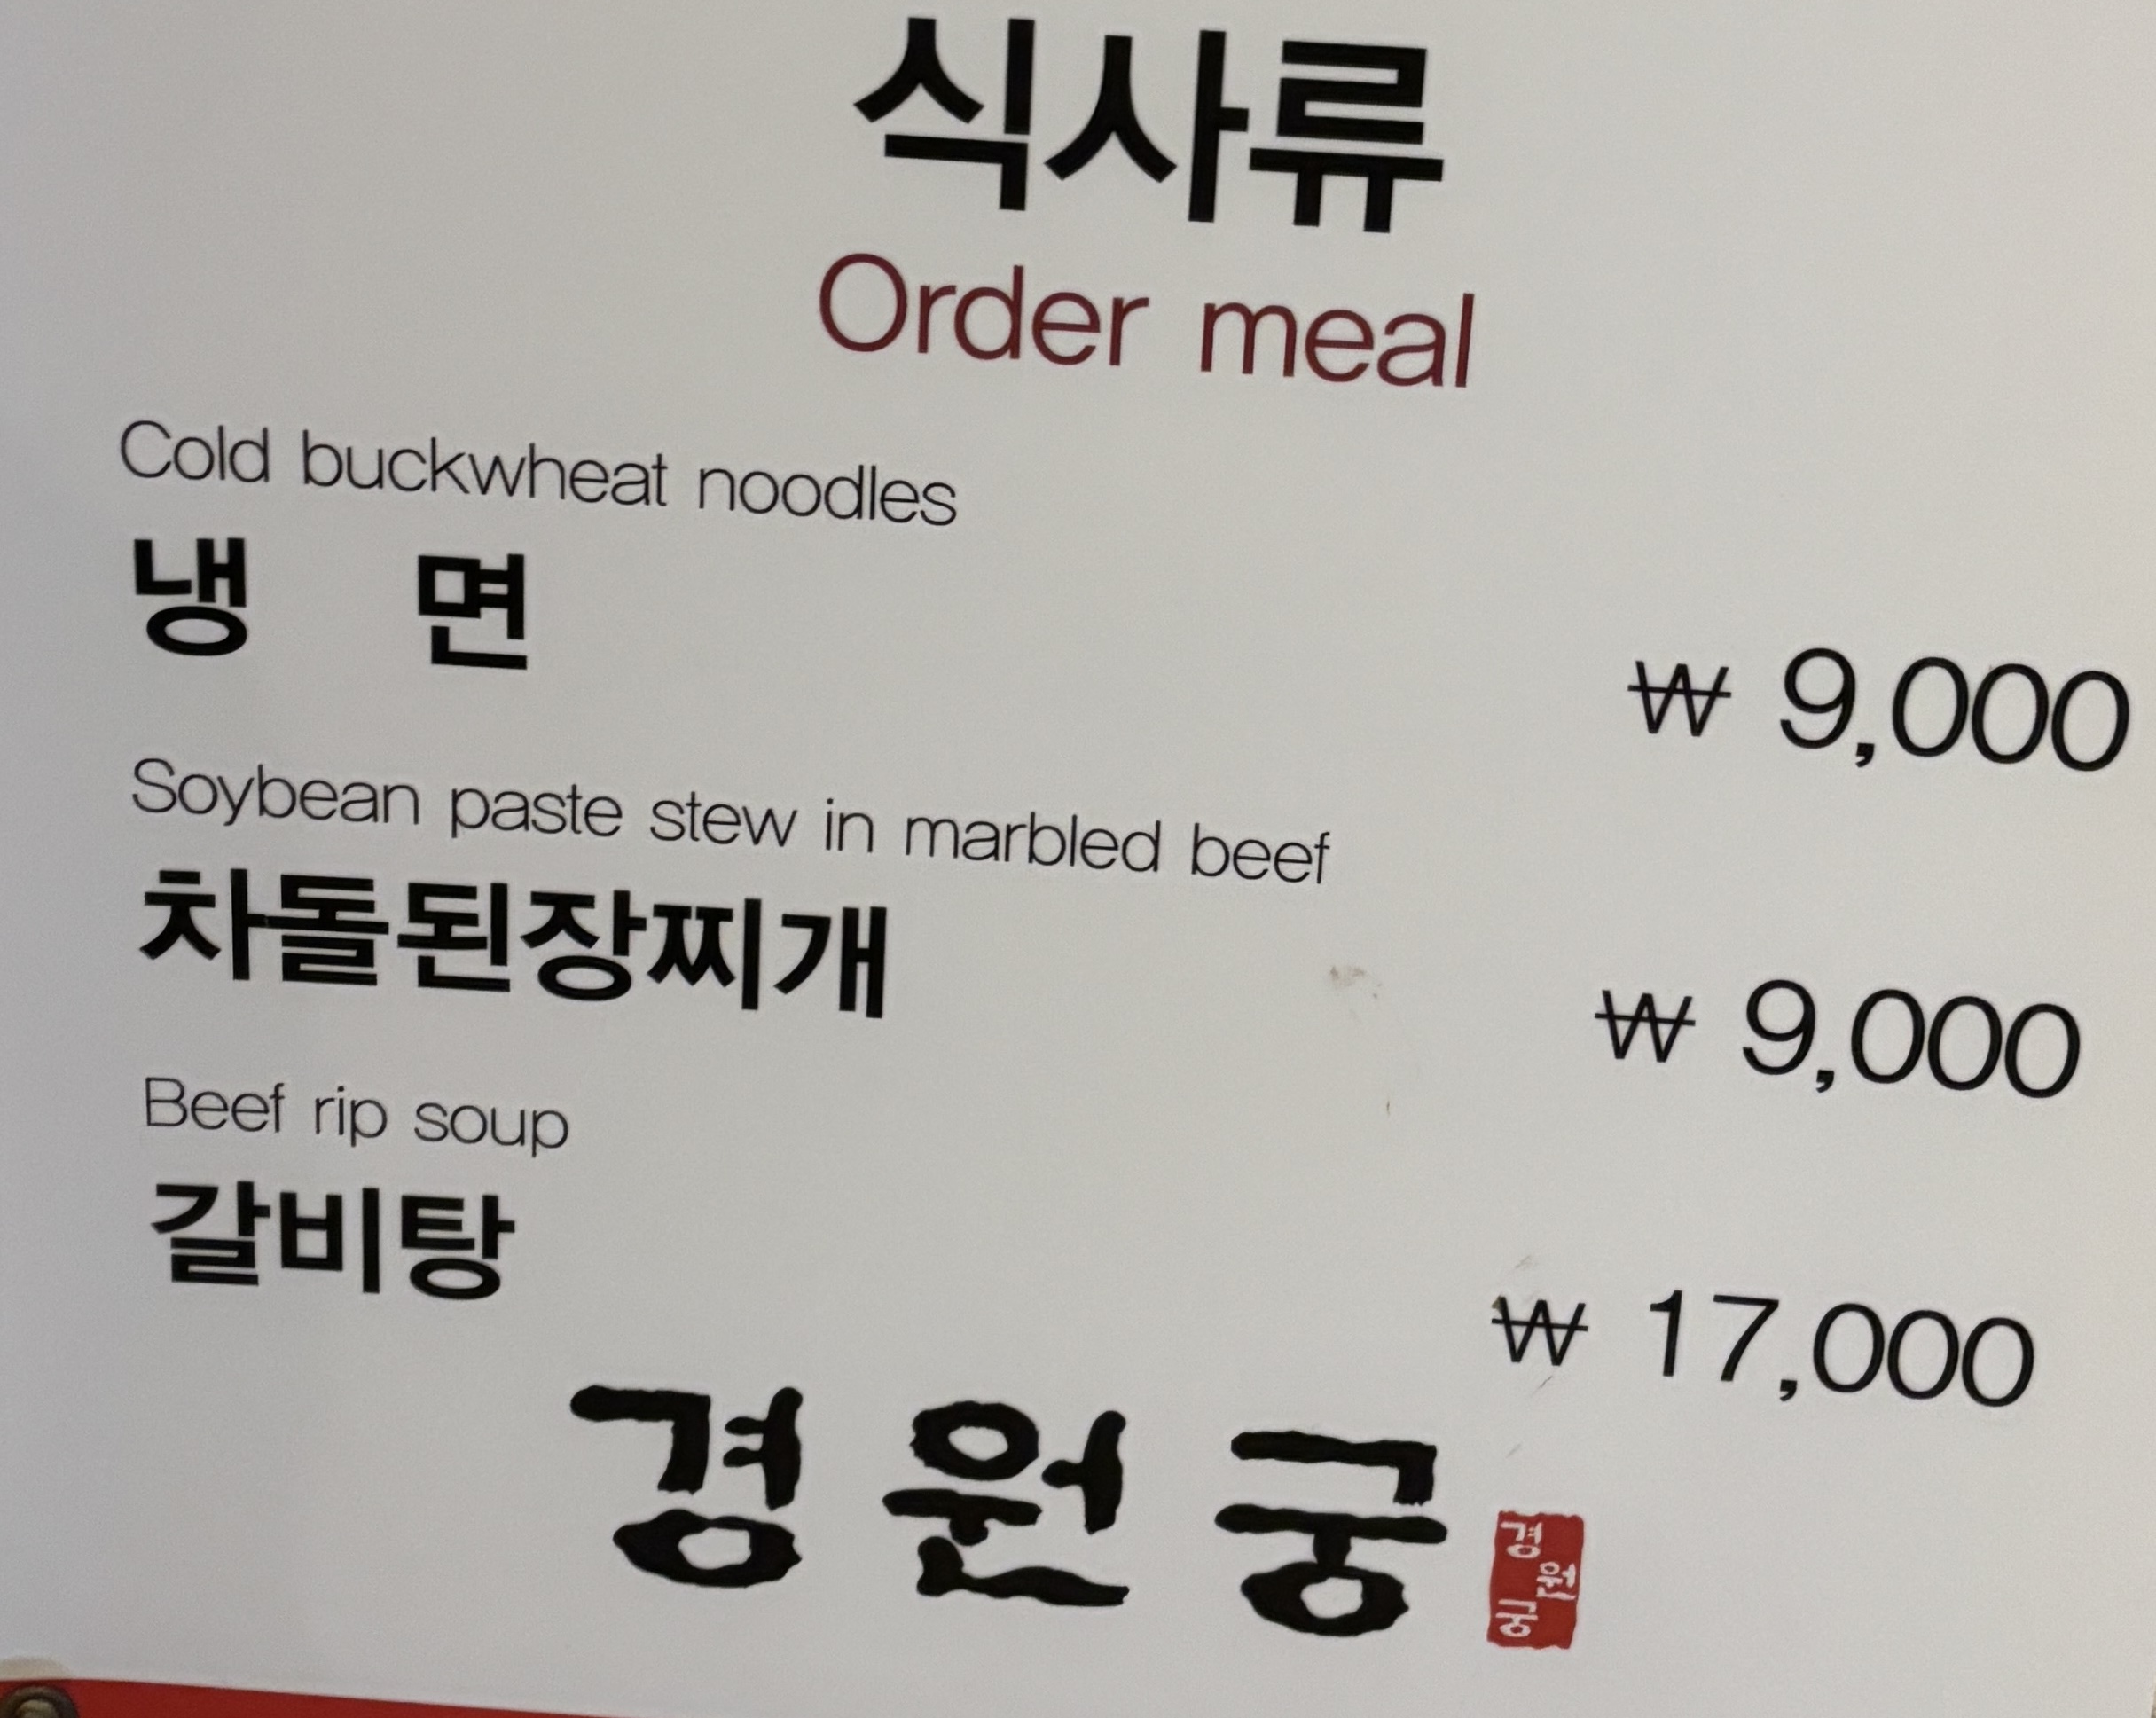 식사류
Order meal
Cold buckwheat noodles
냉 면
₩ 9,000
Soybean paste stew in marbled beef
차돌된장찌개
₩ 9,000
Beef rip soup
갈비탕
₩ 17,000
경원궁
경원궁